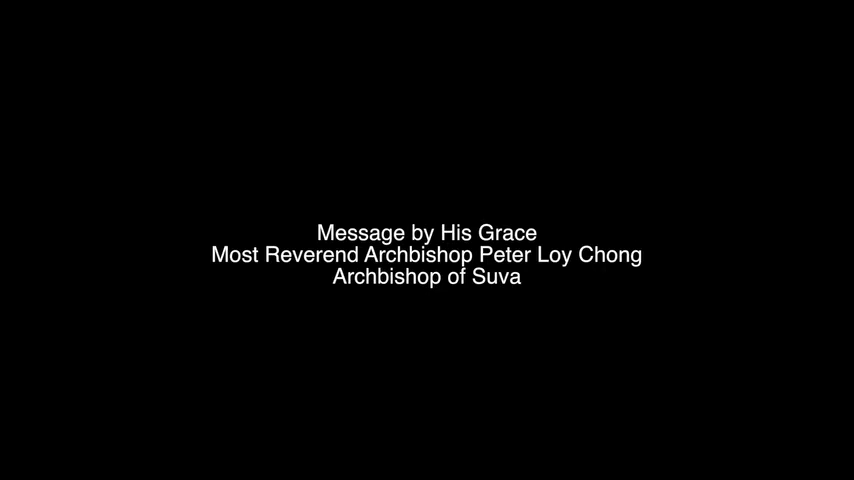 Message by His Grace
Most Reverend Archbishop Peter Loy Chong
Archbishop of Suva